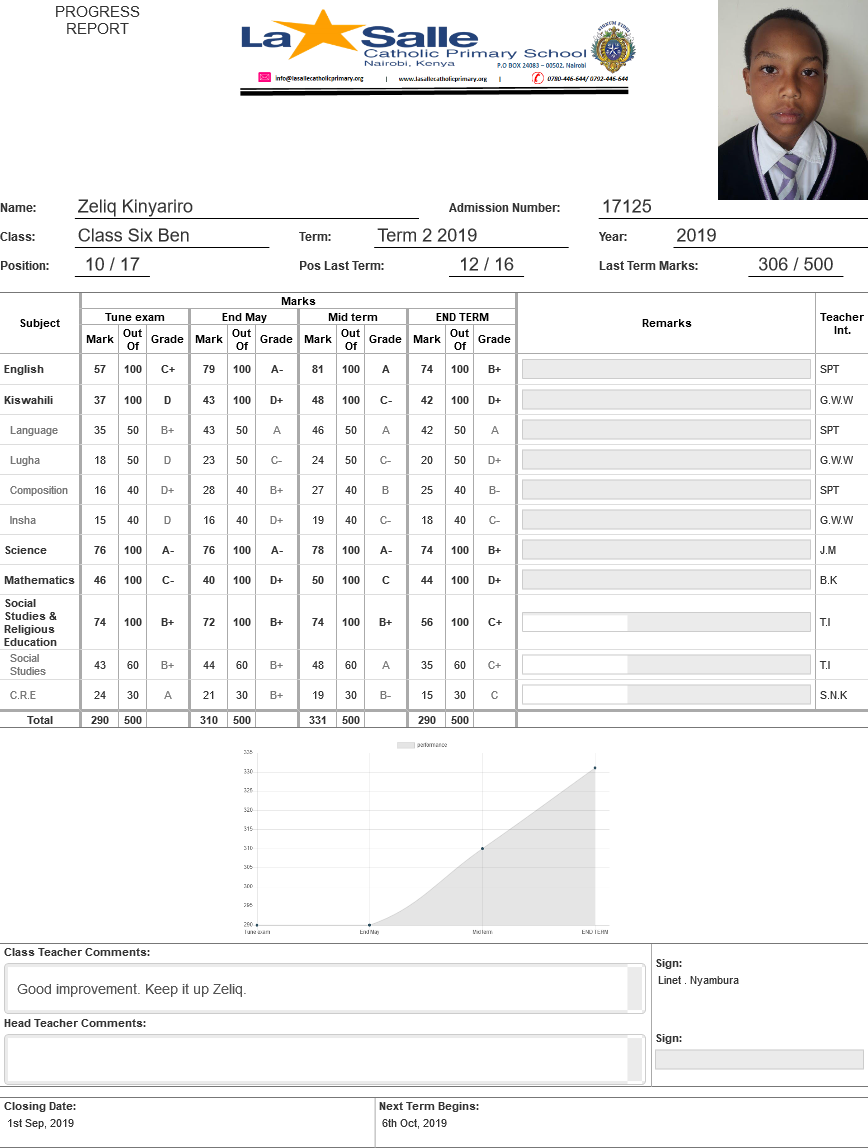 PROGRESS
REPORT
La Salle
Catholic Primary School
Nairobi, Kenya
P.O BOX 24083 – 00502, Nairobi
info@lasallecatholicprimary.org | www.lasallecatholicprimary.org | 0780-446-644/ 0792-446-644
Name: Zeliq Kinyariro Admission Number: 17125
Class: Class Six Ben Term: Term 2 2019 Year: 2019
Position: 10 / 17 Pos Last Term: 12 / 16 Last Term Marks: 306 / 500
Subject Marks Remarks Teacher Int.
Tune exam End May Mid term END TERM
Mark Out Of Grade Mark Out Of Grade Mark Out Of Grade Mark Out Of Grade
English 57 100 C+ 79 100 A- 81 100 A 74 100 B+ SPT
Kiswahili 37 100 D 43 100 D+ 48 100 C- 42 100 D+ G.W.W
Language 35 50 B+ 43 50 A 46 50 A 42 50 A SPT
Lugha 18 50 D 23 50 C- 24 50 C- 20 50 D+ G.W.W
Composition 16 40 D+ 28 40 B+ 27 40 B 25 40 B- SPT
Insha 15 40 D 16 40 D+ 19 40 C- 18 40 C- G.W.W
Science 76 100 A- 76 100 A- 78 100 A- 74 100 B+ J.M
Mathematics 46 100 C- 40 100 D+ 50 100 C 44 100 D+ B.K
Social Studies & Religious Education 74 100 B+ 72 100 B+ 74 100 B+ 56 100 C+ T.I
Social Studies 43 60 B+ 44 60 B+ 48 60 A 35 60 C+ T.I
C.R.E 24 30 A 21 30 B+ 19 30 B- 15 30 C S.N.K
Total 290 500 310 500 331 500 290 500
performance
335
330
325
320
315
310
305
300
295
290
Tune exam End May Mid term END TERM
Class Teacher Comments:
Good improvement. Keep it up Zeliq.
Sign:
Linet . Nyambura
Head Teacher Comments:
Sign:
Closing Date: Next Term Begins:
1st Sep, 2019 6th Oct, 2019